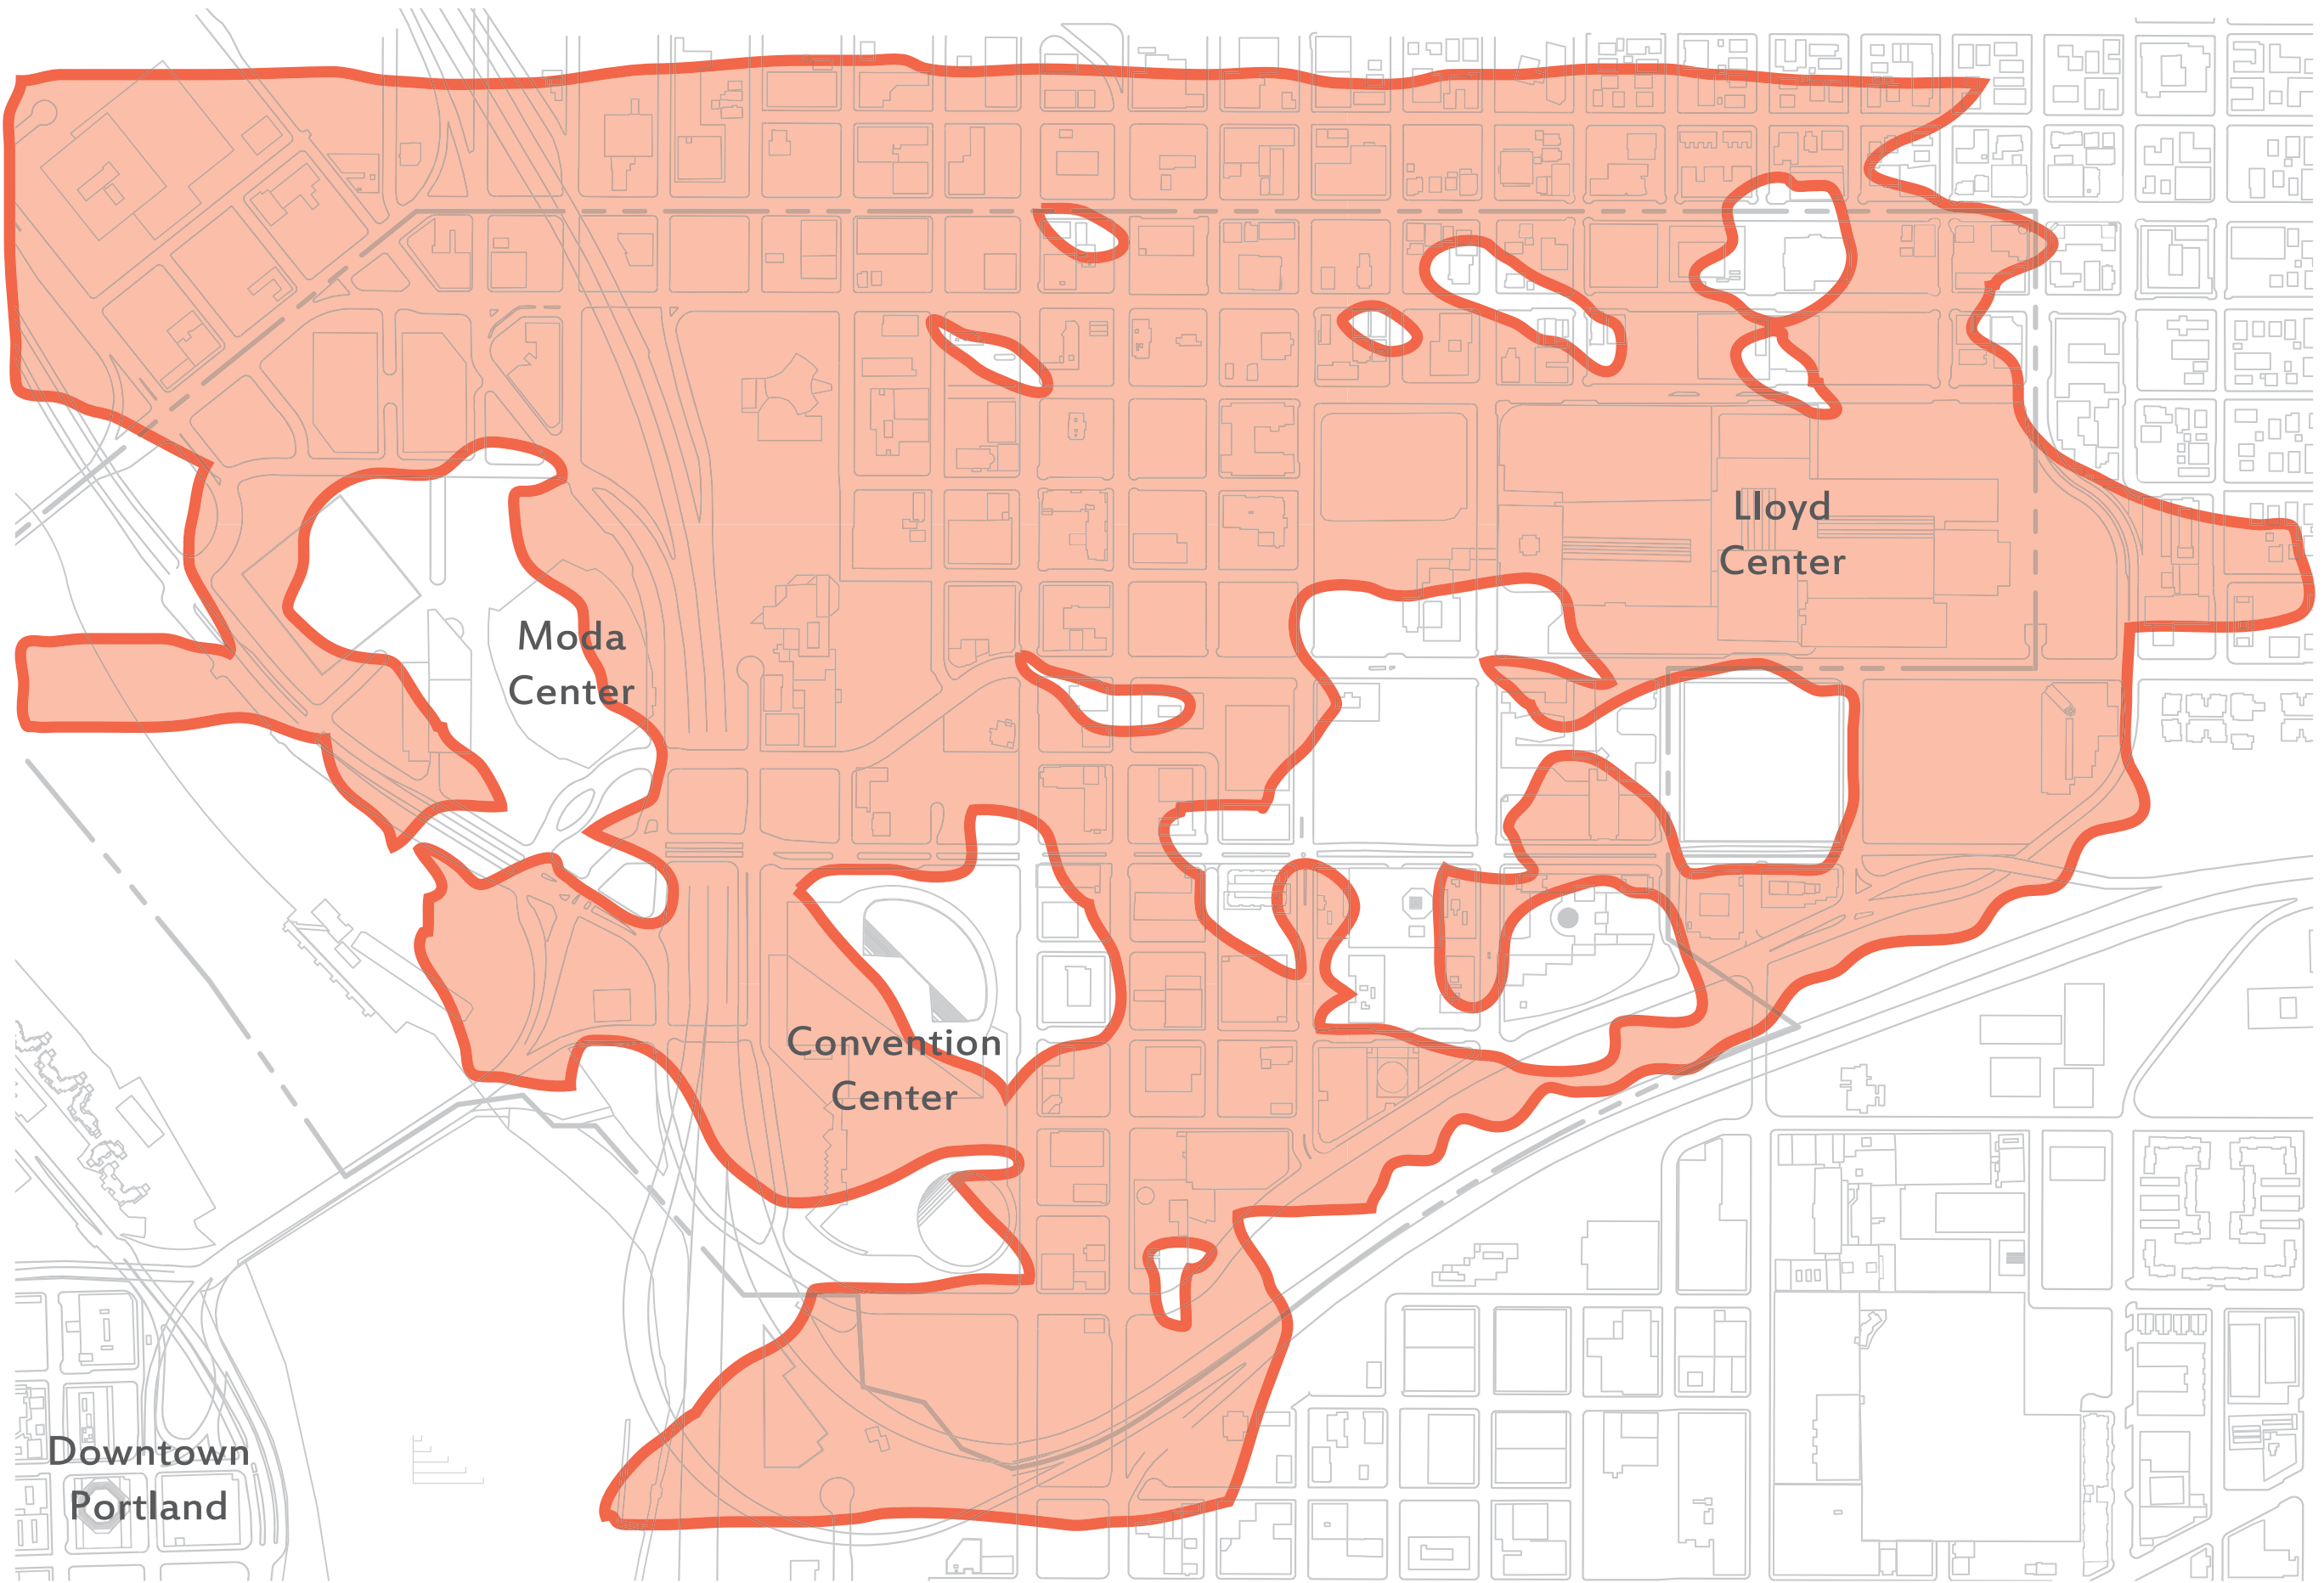 Lloyd
Center
Moda
Center
Convention
Center
Downtown
Portland